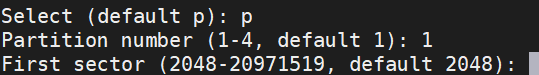 Select (default p): p
Partition number (1-4, default 1): 1
First sector (2048-20971519, default 2048):